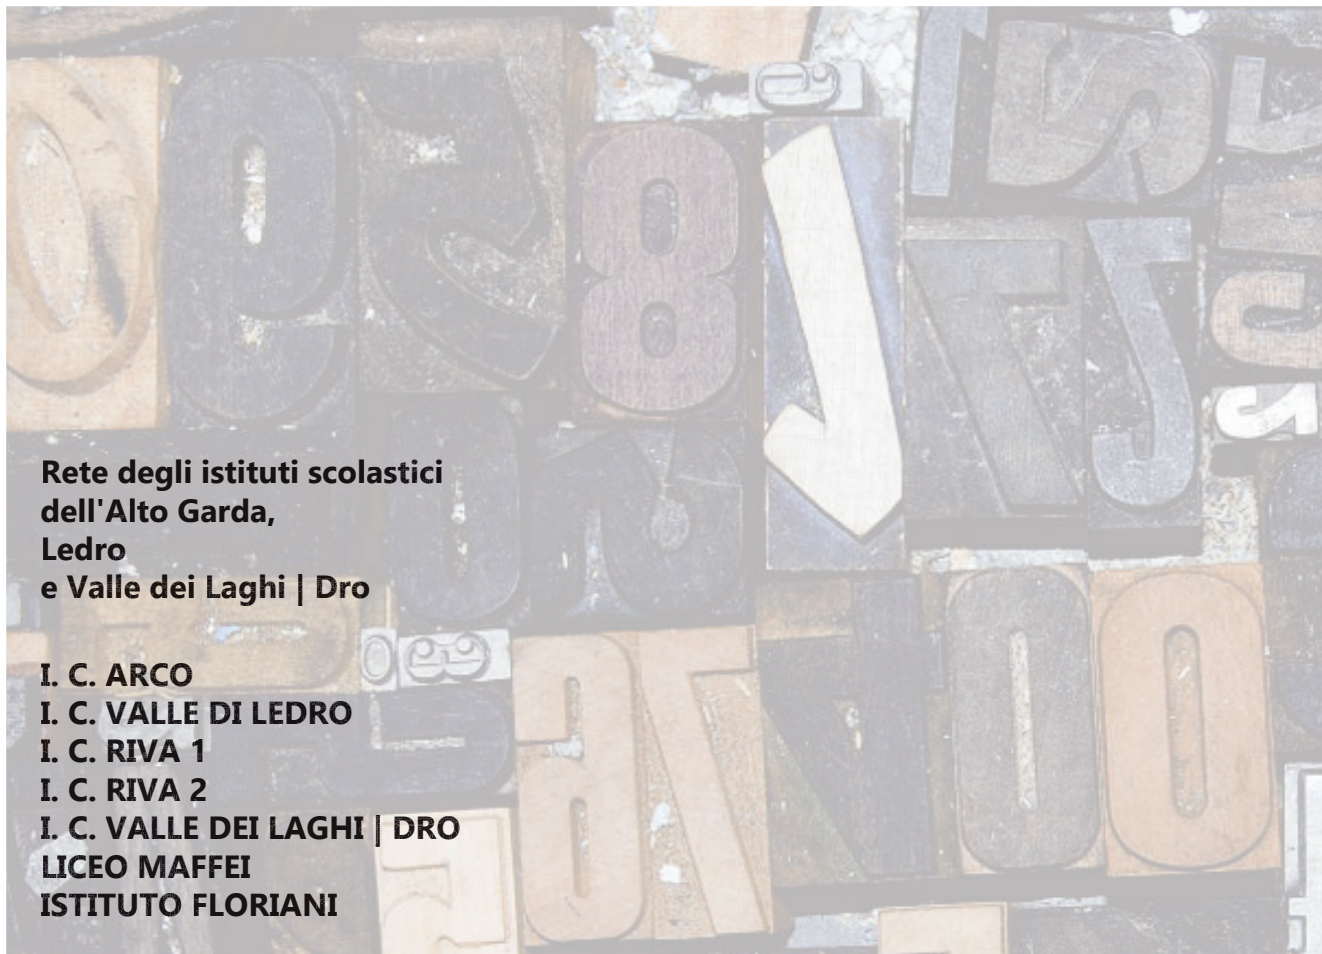 Rete degli istituti scolastici
dell'Alto Garda,
Ledro
e Valle dei Laghi | Dro
I. C. ARCO
I. C. VALLE DI LEDRO
I. C. RIVA 1
I. C. RIVA 2
I. C. VALLE DEI LAGHI | DRO
LICEO MAFFEI
ISTITUTO FLORIANI